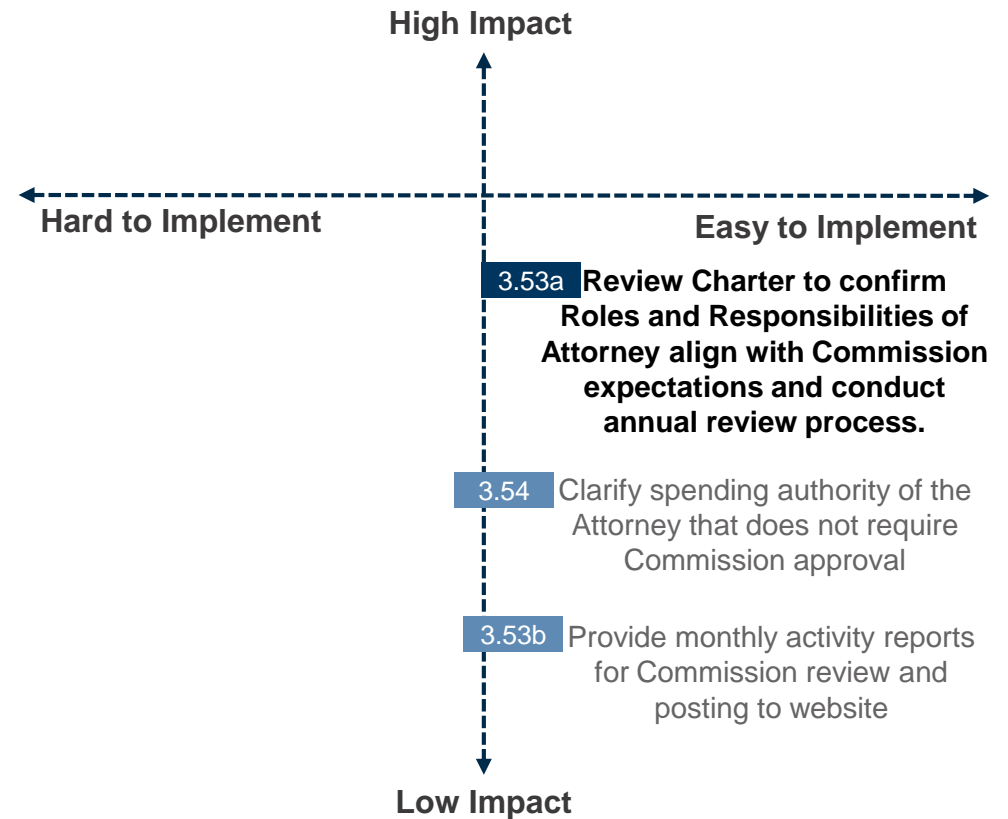 High Impact
Hard to Implement
Easy to Implement
3.53a Review Charter to confirm
Roles and Responsibilities of
Attorney align with Commission
expectations and conduct
annual review process.
3.54 Clarify spending authority of the
Attorney that does not require
Commission approval
3.53b Provide monthly activity reports
for Commission review and
posting to website
Low Impact